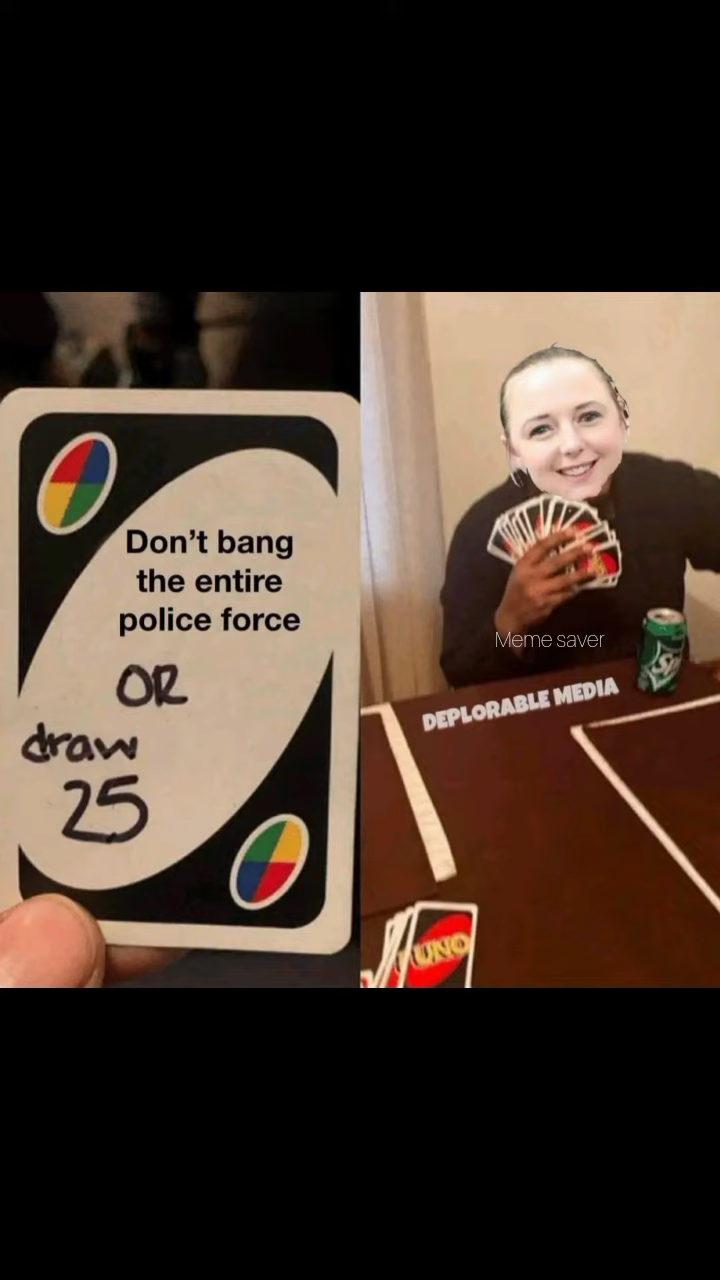 Don't bang
the entire
police force
OR
draw
25
Meme saver
DEPLORABLE MEDIA
UNO